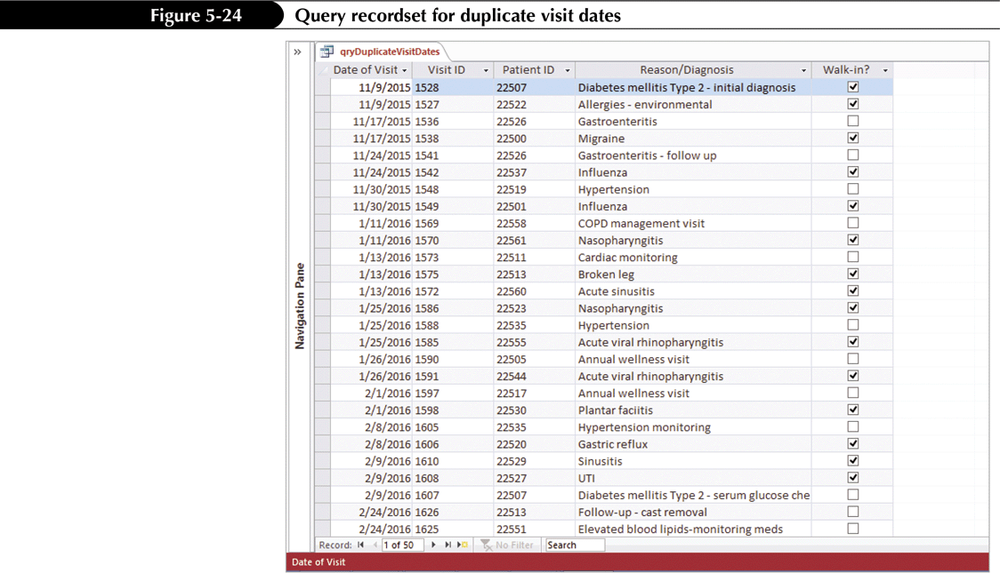 Figure 5-24 Query recordset for duplicate visit dates
» qryDuplicateVisitDates
Date of Visit Visit ID Patient ID Reason/Diagnosis Walk-in?
11/9/2015 1528 22507 Diabetes mellitis Type 2 - initial diagnosis
11/9/2015 1527 22522 Allergies - environmental
11/17/2015 1536 22526 Gastroenteritis
11/17/2015 1538 22500 Migraine
11/24/2015 1541 22526 Gastroenteritis - follow up
11/24/2015 1542 22537 Influenza
11/30/2015 1548 22519 Hypertension
11/30/2015 1549 22501 Influenza
1/11/2016 1569 22558 COPD management visit
1/11/2016 1570 22561 Nasopharyngitis
1/13/2016 1573 22511 Cardiac monitoring
1/13/2016 1575 22513 Broken leg
1/13/2016 1572 22560 Acute sinusitis
1/25/2016 1586 22523 Nasopharyngitis
1/25/2016 1588 22535 Hypertension
1/25/2016 1585 22555 Acute viral rhinopharyngitis
1/26/2016 1590 22505 Annual wellness visit
1/26/2016 1591 22544 Acute viral rhinopharyngitis
2/1/2016 1597 22517 Annual wellness visit
2/1/2016 1598 22530 Plantar faciitis
2/8/2016 1605 22535 Hypertension monitoring
2/8/2016 1606 22520 Gastric reflux
2/9/2016 1610 22529 Sinusitis
2/9/2016 1608 22527 UTI
2/9/2016 1607 22507 Diabetes mellitis Type 2 - serum glucose che
2/24/2016 1626 22513 Follow-up - cast removal
2/24/2016 1625 22551 Elevated blood lipids-monitoring meds
Navigation Pane
Record: 1 of 50 No Filter Search
Date of Visit